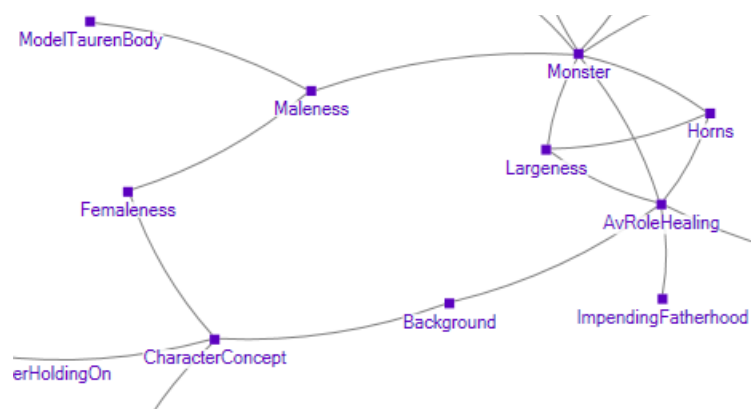 ModelTaurenBody
Monster
Maleness
Horns
Largeness
Femaleness
AvRoleHealing
Background
ImpendingFatherhood
CharacterConcept
erHoldingOn